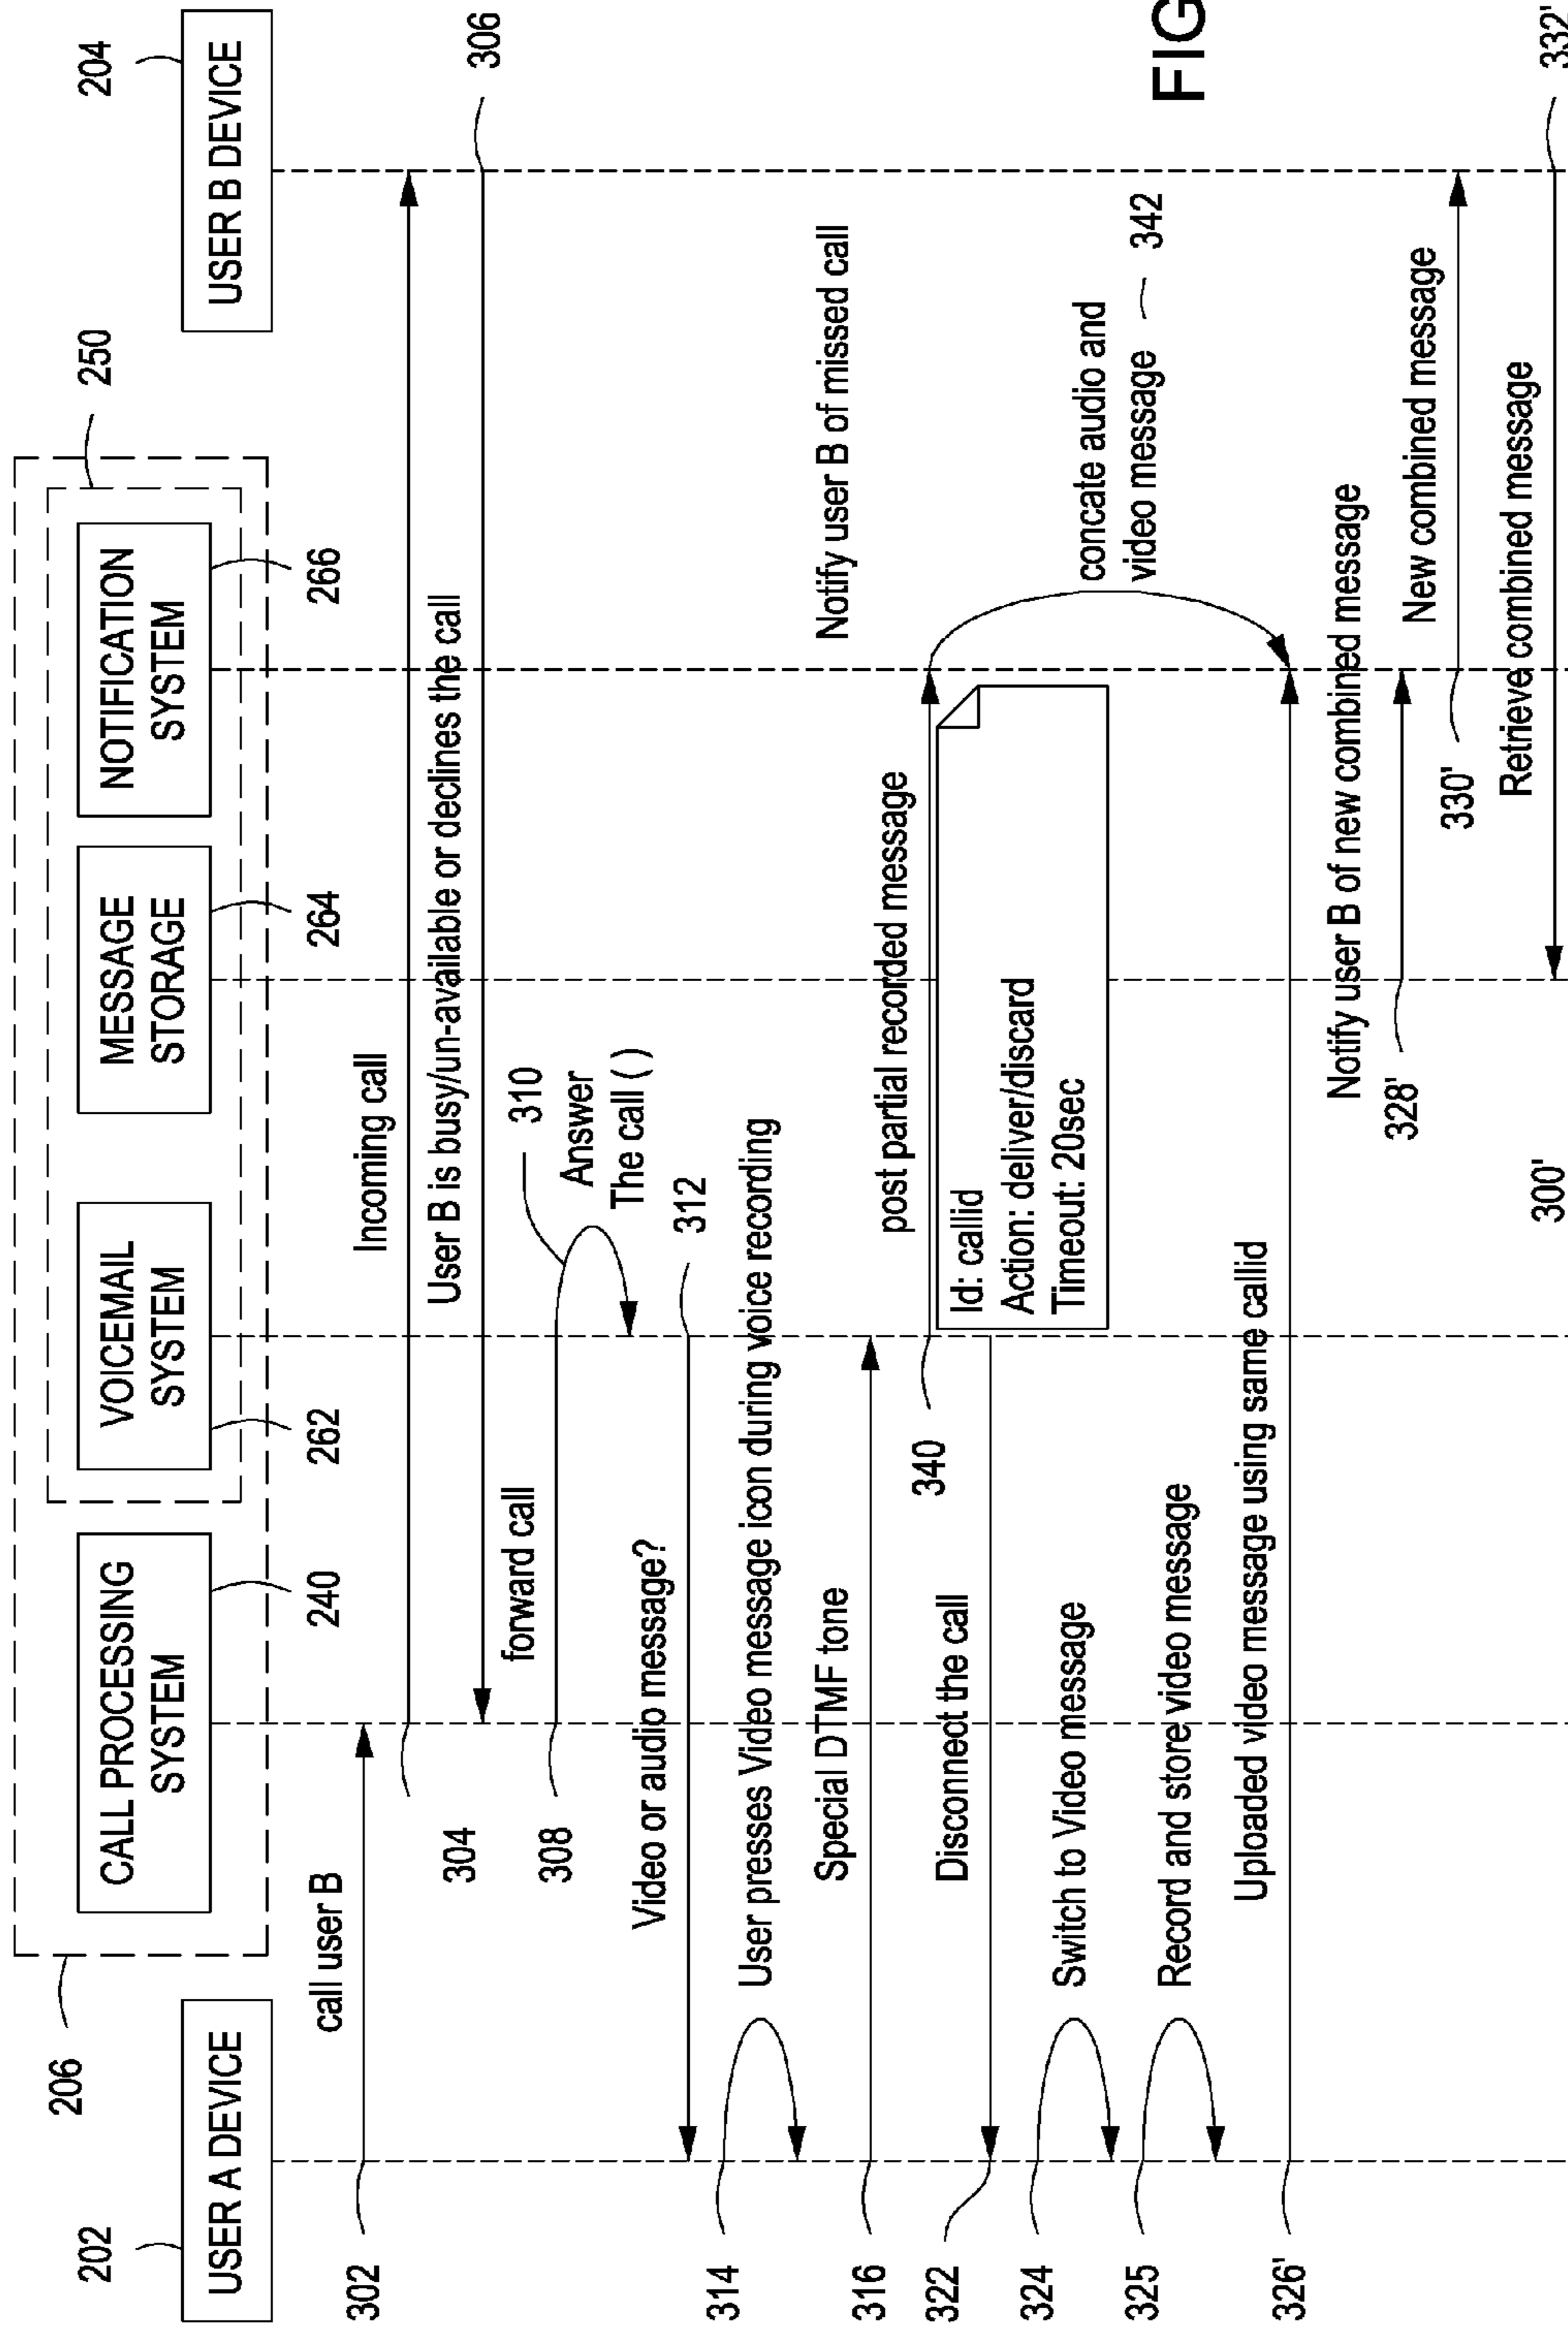 202
206
250
204
USER A DEVICE
CALL PROCESSING
SYSTEM
VOICEMAIL
SYSTEM
MESSAGE
STORAGE
NOTIFICATION
SYSTEM
USER B DEVICE
240
262
264
266
302
call user B
Incoming call
304
306
User B is busy/un-available or declines the call
308
forward call
310
Answer
The call ( )
312
Video or audio message?
314
User presses Video message icon during voice recording
316
Special DTMF tone
Notify user B of missed call
post partial recorded message
340
Id: callid
Action: deliver/discard
Timeout: 20sec
322
Disconnect the call
concate audio and
video message
342
324
Switch to Video message
325
Record and store video message
326'
Uploaded video message using same callid
Notify user B of new combined message
328'
New combined message
330'
Retrieve combined message
332'
300'
FIG